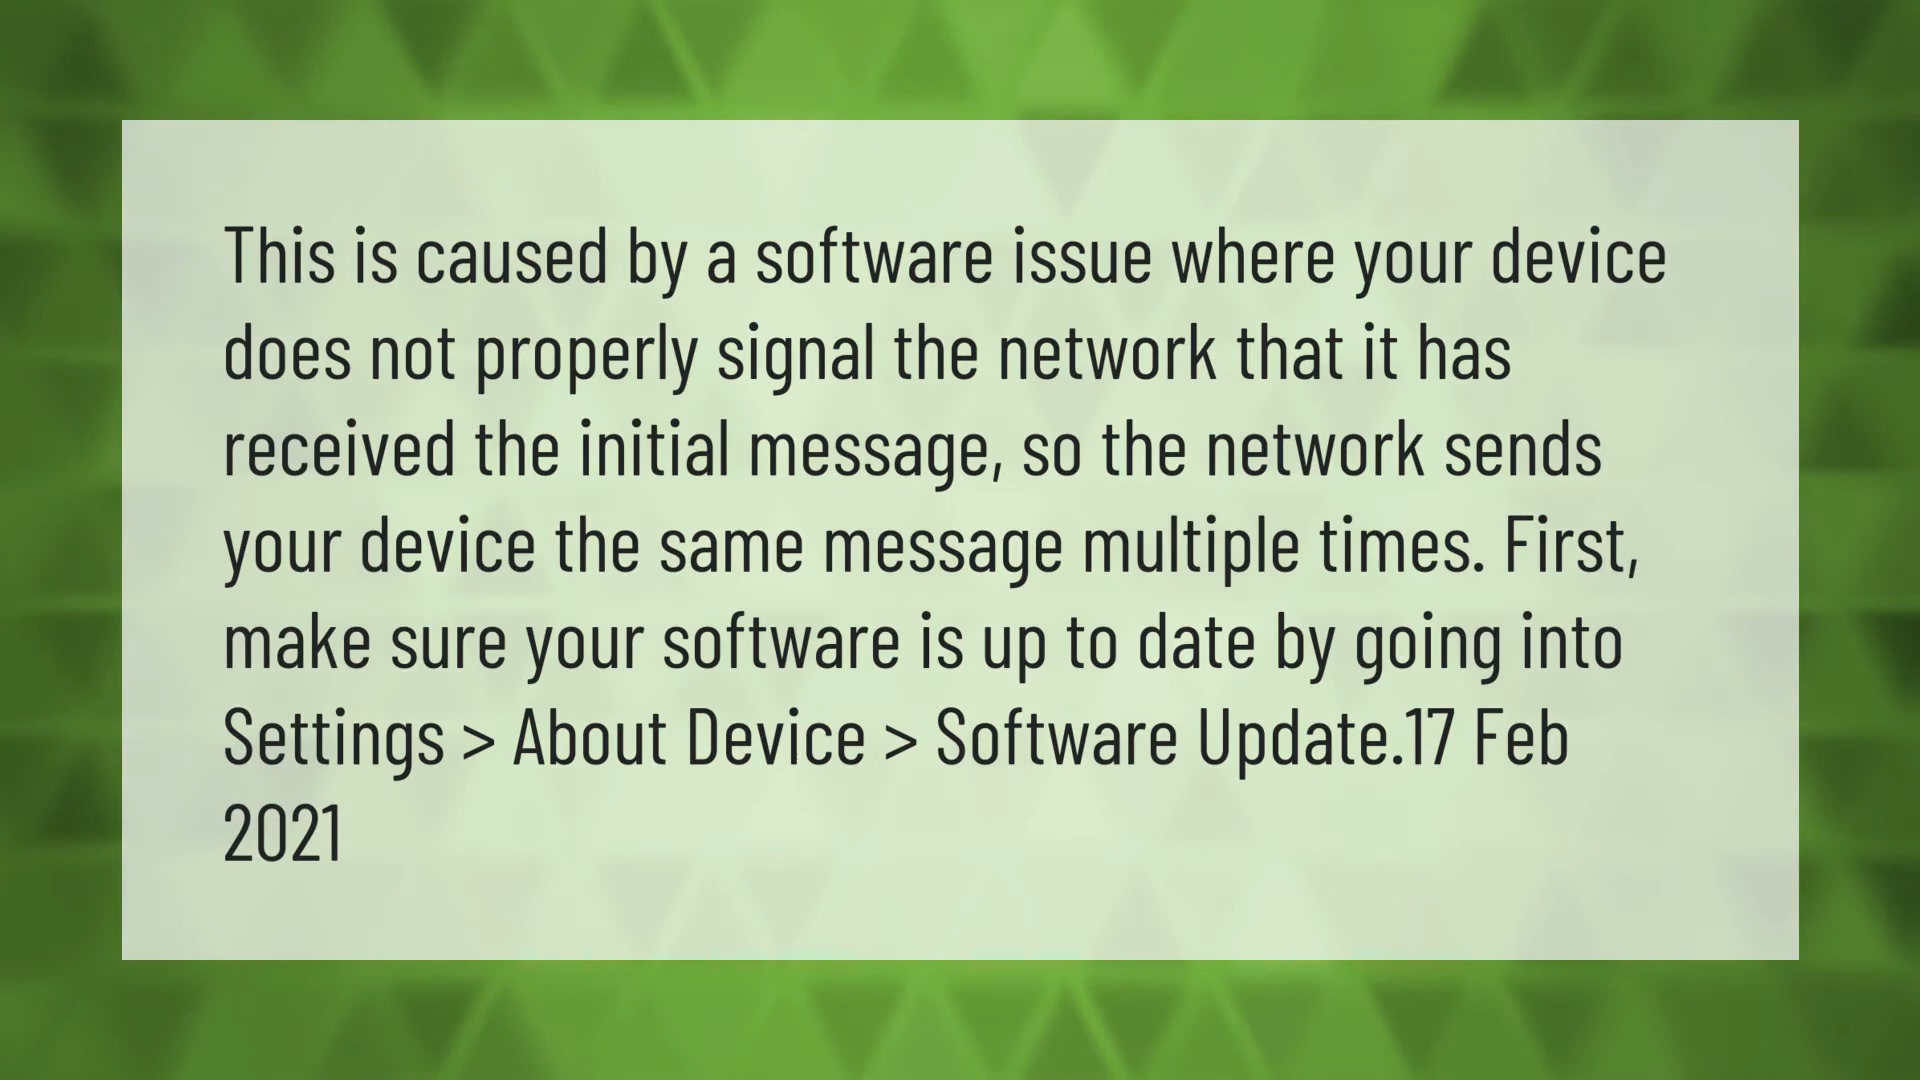 This is caused by a software issue where your device
does not properly signal the network that it has
received the initial message, so the network sends
your device the same message multiple times. First,
make sure your software is up to date by going into
Settings > About Device > Software Update.17 Feb
2021